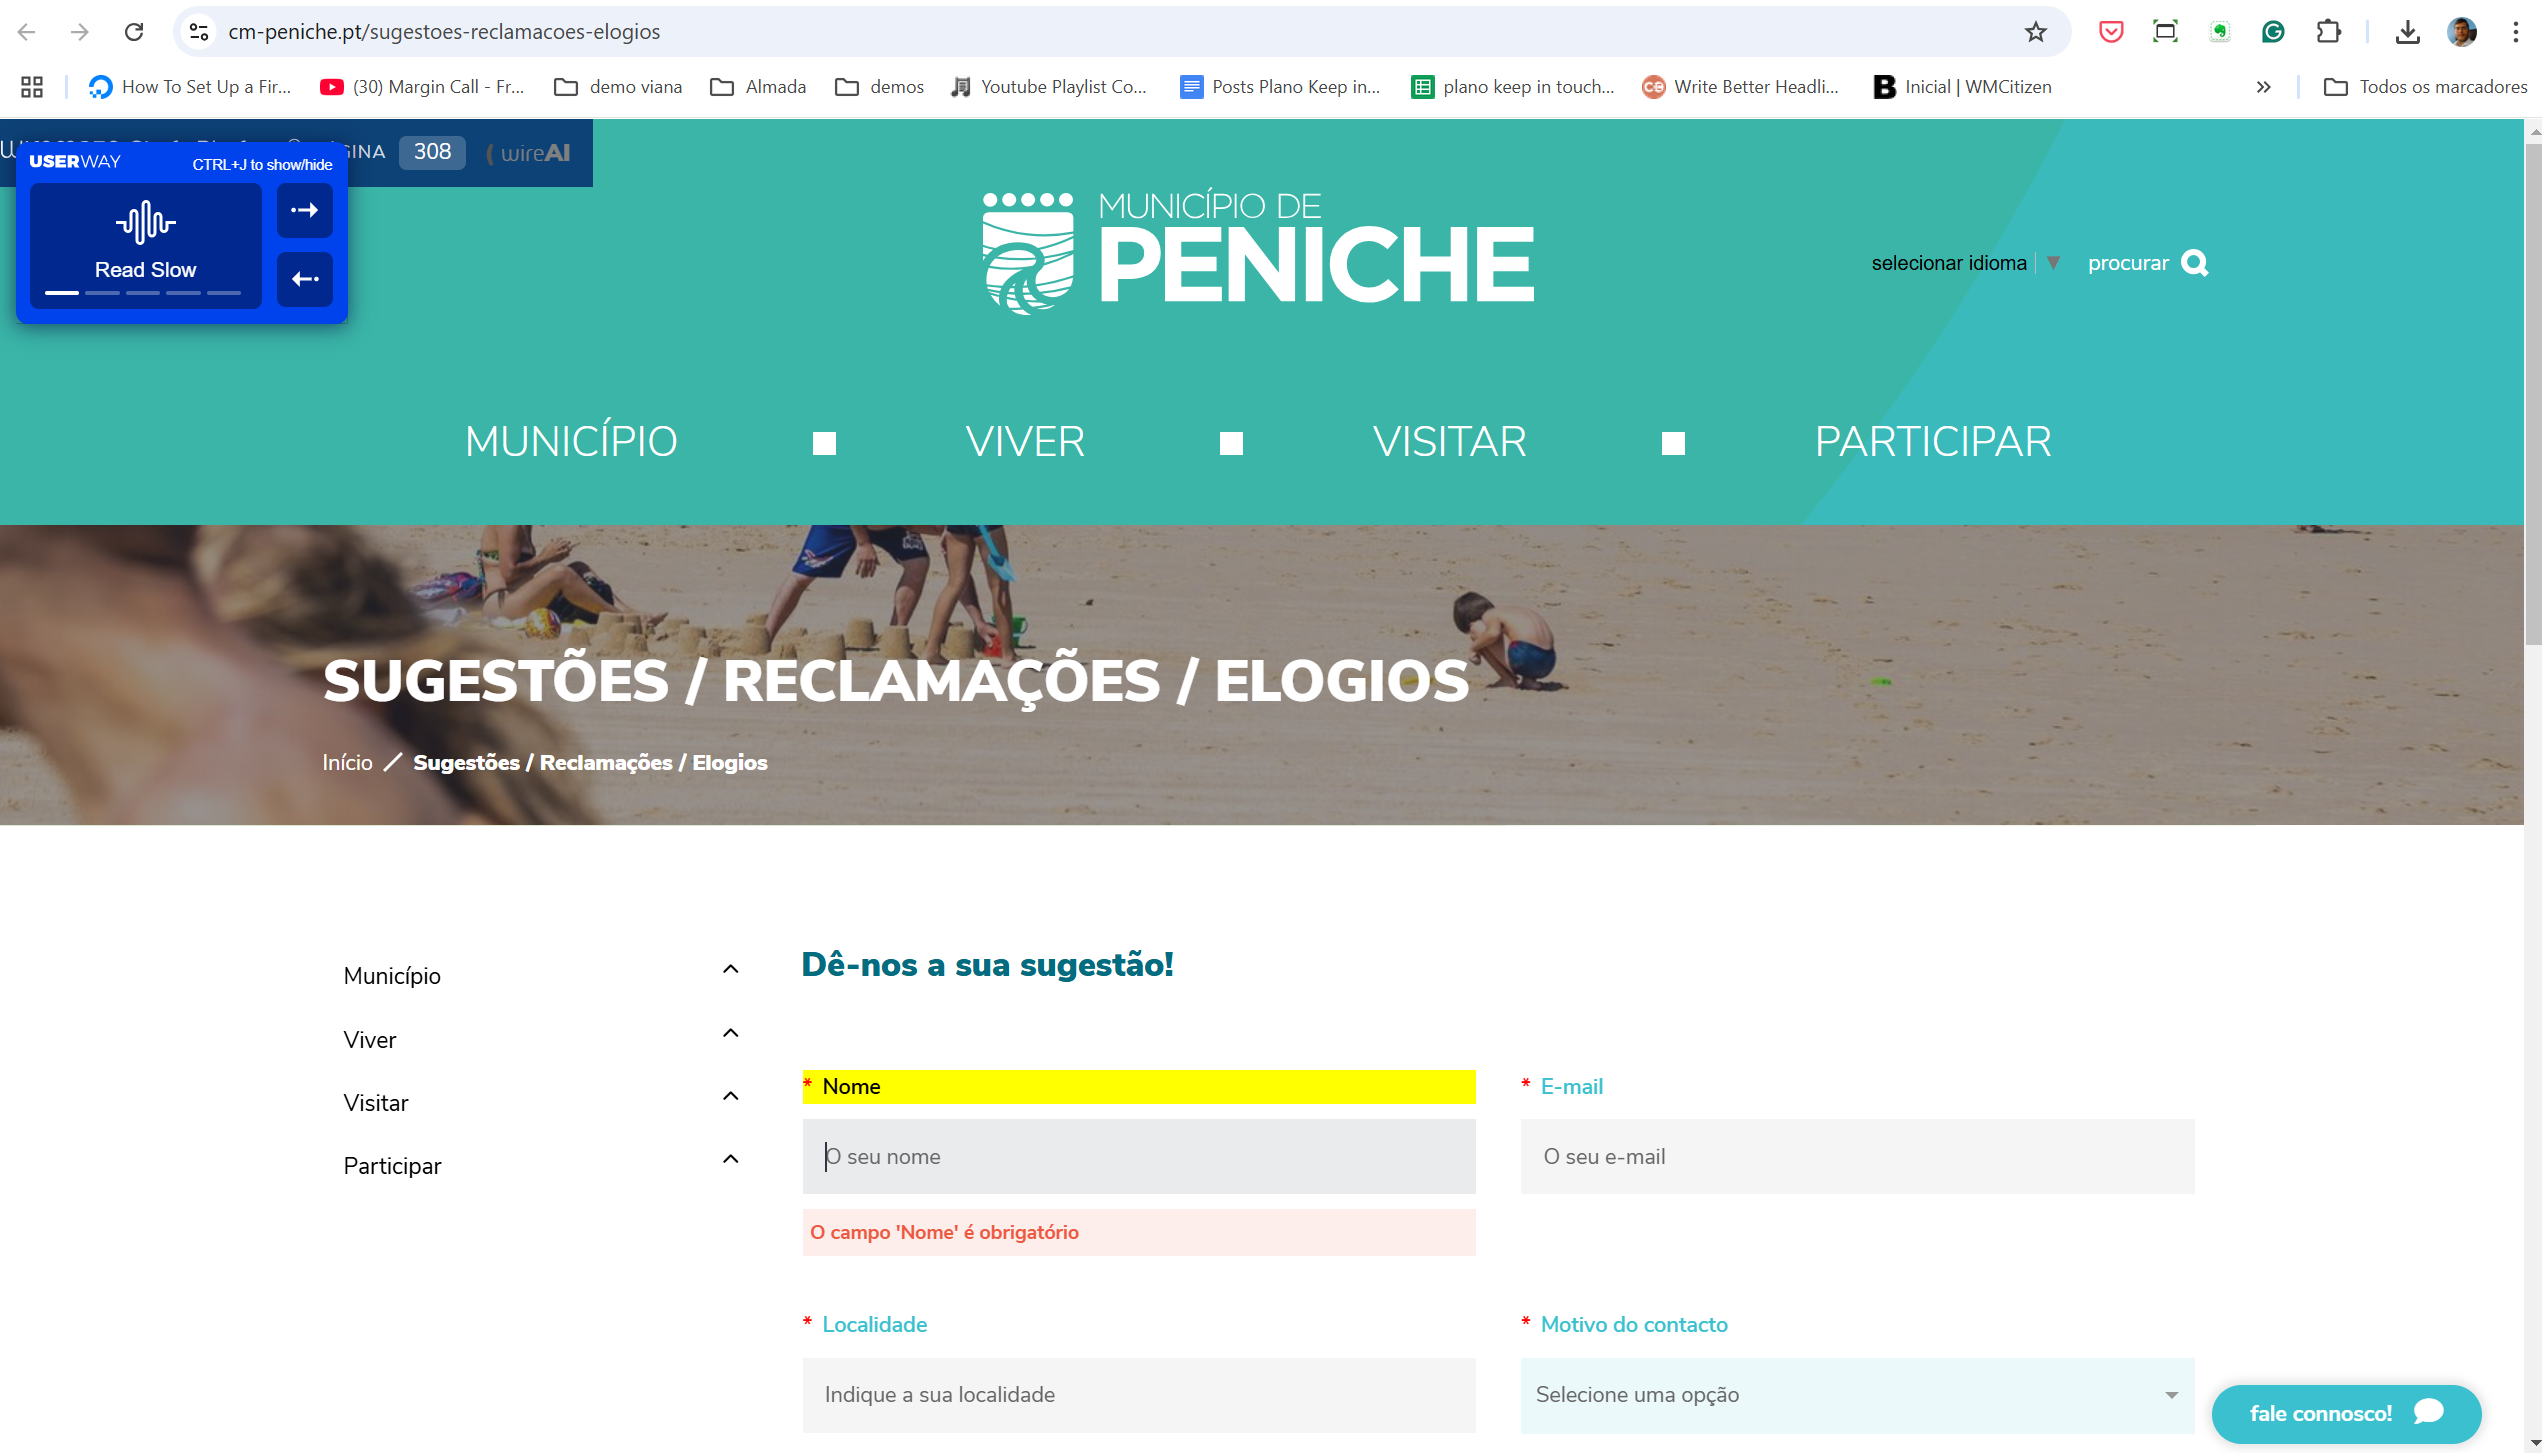 cm-peniche.pt/sugestoes-reclamacoes-elogios
How To Set Up a Fir...
(30) Margin Call - Fr...
demo viana
Almada
demos
Youtube Playlist Co...
Posts Plano Keep in...
plano keep in touch...
Write Better Headli...
Inicial | WMCitizen
Todos os marcadores
308
wireAI
USERWAY
CTRL+J to show/hide
Read Slow
MUNICÍPIO DE
PENICHE
selecionar idioma
procurar
MUNICÍPIO
VIVER
VISITAR
PARTICIPAR
SUGESTÕES / RECLAMAÇÕES / ELOGIOS
Início / Sugestões / Reclamações / Elogios
Município
Viver
Visitar
Participar
Dê-nos a sua sugestão!
* Nome
O seu nome
O campo 'Nome' é obrigatório
* E-mail
O seu e-mail
* Localidade
Indique a sua localidade
* Motivo do contacto
Selecione uma opção
fale connosco!